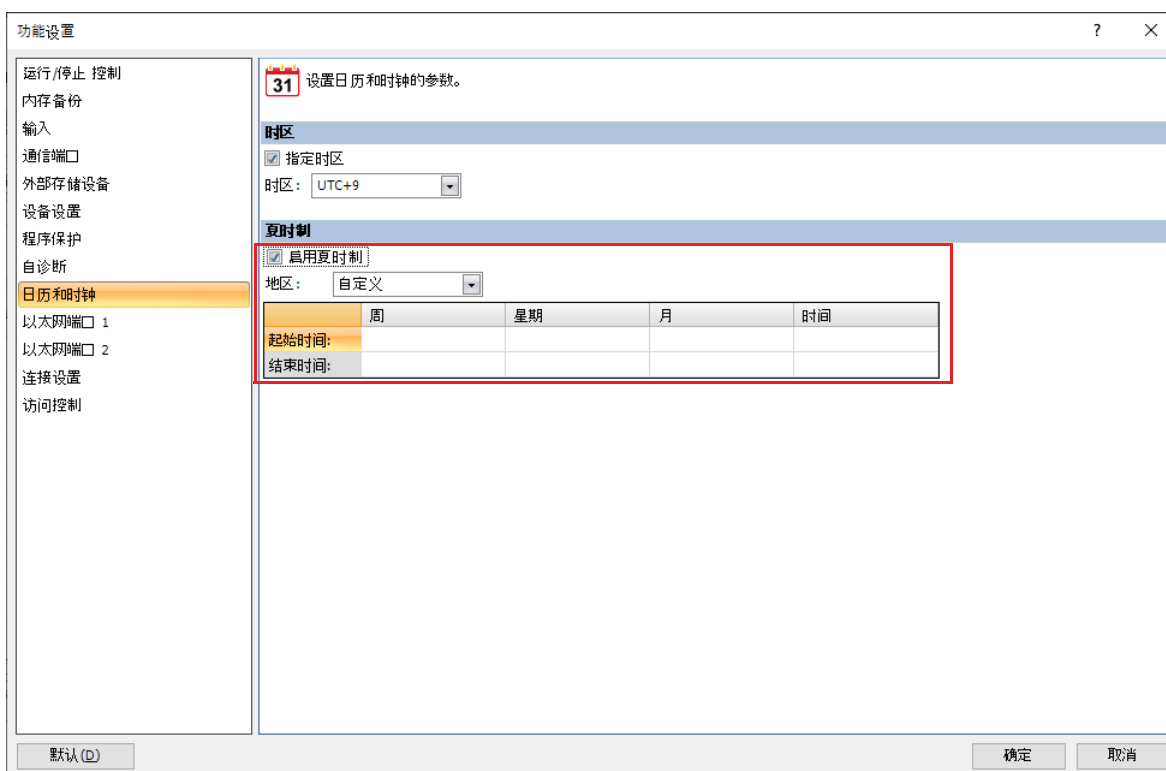 功能设置 ? ×
运行/停止 控制
内存备份
输入
通信端口
外部存储设备
设备设置
程序保护
自诊断
日历和时钟
以太网端口 1
以太网端口 2
连接设置
访问控制
31 设置日历和时钟的参数。
时区
指定时区
时区: UTC+9
夏时制
启用夏时制
地区: 自定义
周 星期 月 时间
起始时间:
结束时间:
默认(D) 确定 取消